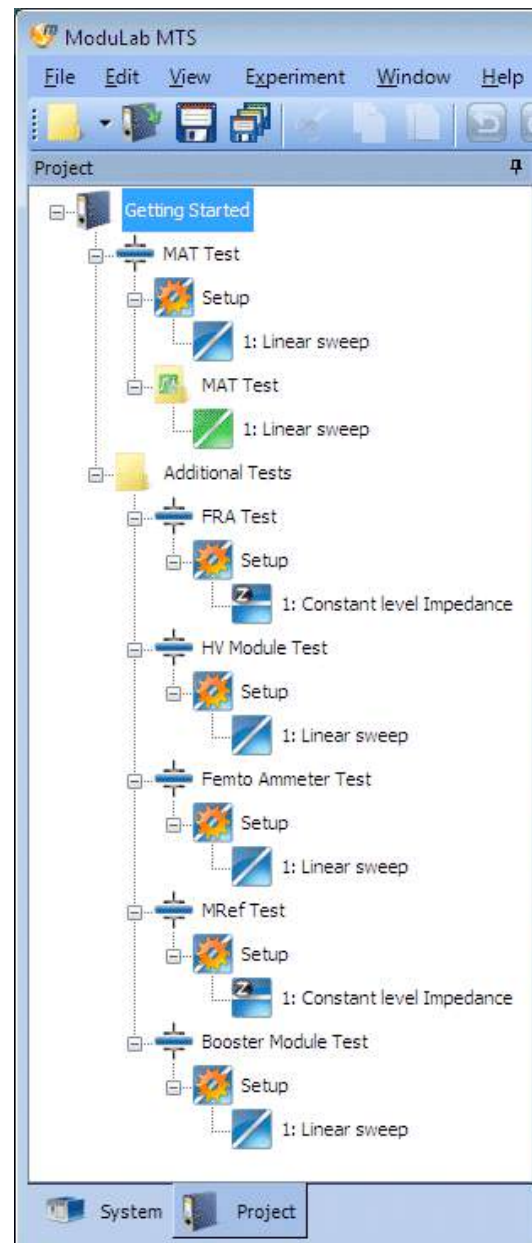 ModuLab MTS
File Edit View Experiment Window Help
Project
Getting Started
MAT Test
Setup
1: Linear sweep
MAT Test
1: Linear sweep
Additional Tests
FRA Test
Setup
1: Constant level Impedance
HV Module Test
Setup
1: Linear sweep
Femto Ammeter Test
Setup
1: Linear sweep
MRef Test
Setup
1: Constant level Impedance
Booster Module Test
Setup
1: Linear sweep
System Project